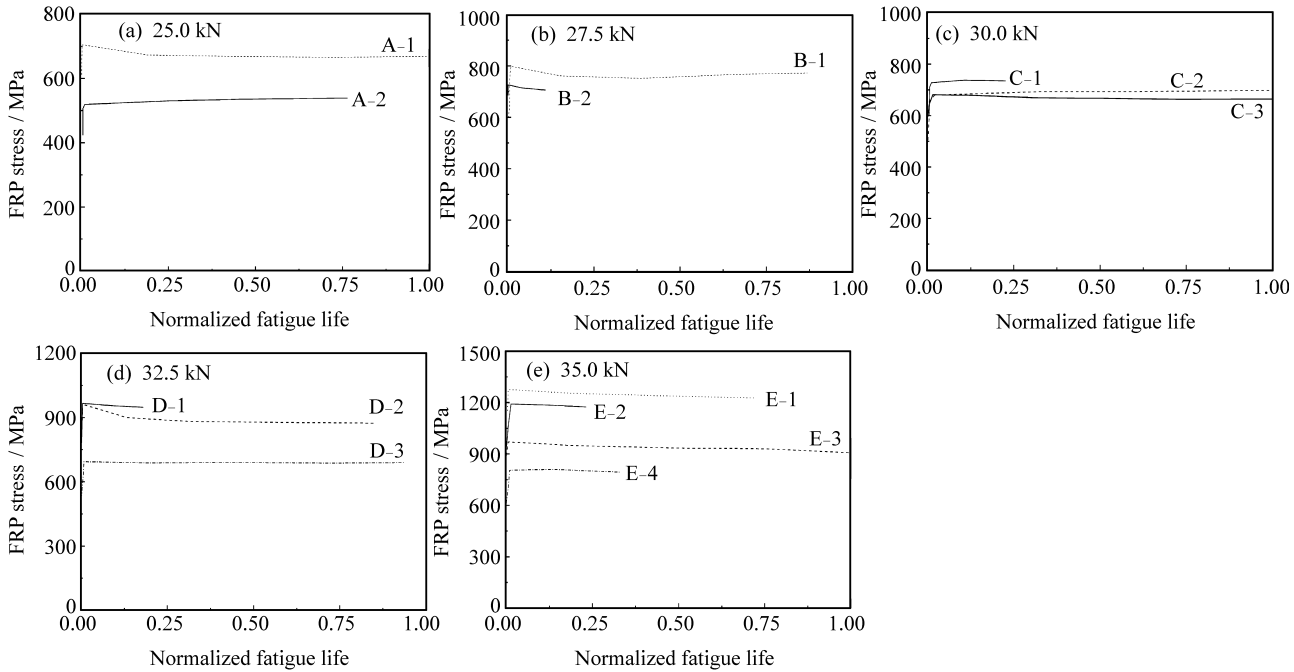 (a) 25.0 kN
800
600
400
200
0
0.00 0.25 0.50 0.75 1.00
FRP stress / MPa
Normalized fatigue life
A-1
A-2
(b) 27.5 kN
1000
800
600
400
200
0
0.00 0.25 0.50 0.75 1.00
FRP stress / MPa
Normalized fatigue life
B-1
B-2
(c) 30.0 kN
1000
800
600
400
200
0
0.00 0.25 0.50 0.75 1.00
FRP stress / MPa
Normalized fatigue life
C-1
C-2
C-3
(d) 32.5 kN
1200
900
600
300
0
0.00 0.25 0.50 0.75 1.00
FRP stress / MPa
Normalized fatigue life
D-1
D-2
D-3
(e) 35.0 kN
1500
1200
900
600
300
0
0.00 0.25 0.50 0.75 1.00
FRP stress / MPa
Normalized fatigue life
E-1
E-2
E-3
E-4